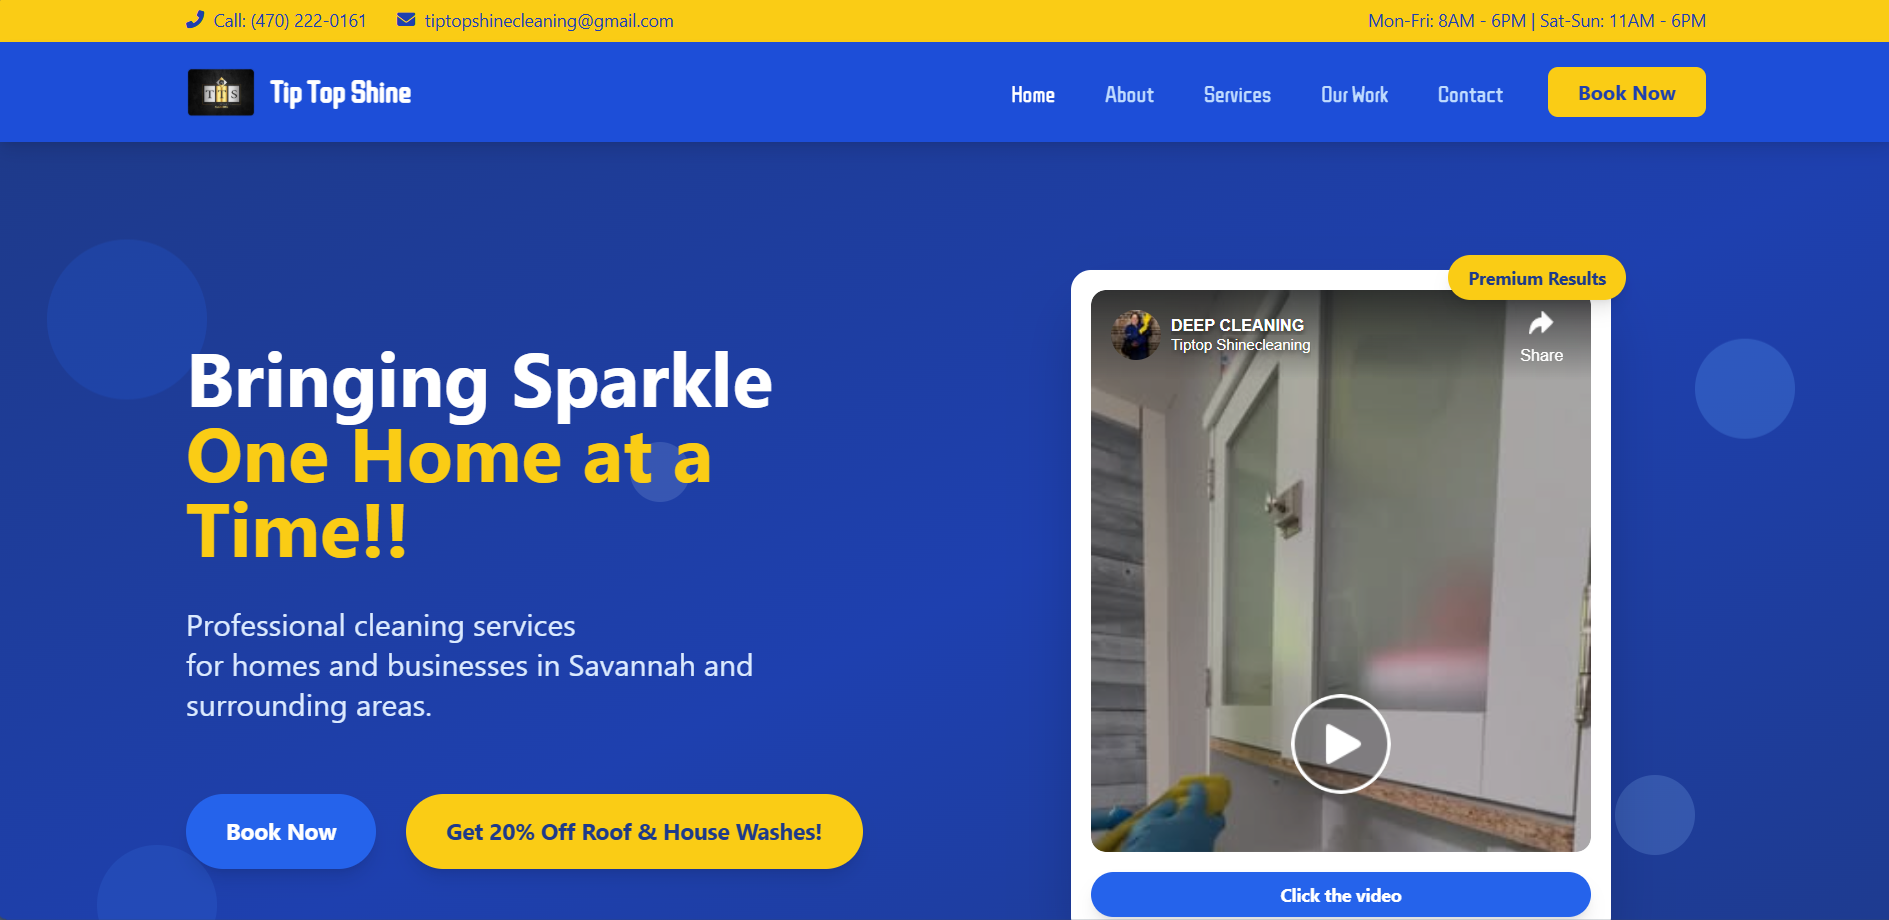 Call: (470) 222-0161
tiptopshinecleaning@gmail.com
Mon-Fri: 8AM - 6PM | Sat-Sun: 11AM - 6PM
TTS
Tip Top Shine
Home
About
Services
Our Work
Contact
Book Now
Bringing Sparkle
One Home at a
Time!!
Professional cleaning services
for homes and businesses in Savannah and
surrounding areas.
Book Now
Get 20% Off Roof & House Washes!
Premium Results
DEEP CLEANING
Tiptop Shinecleaning
Share
Click the video